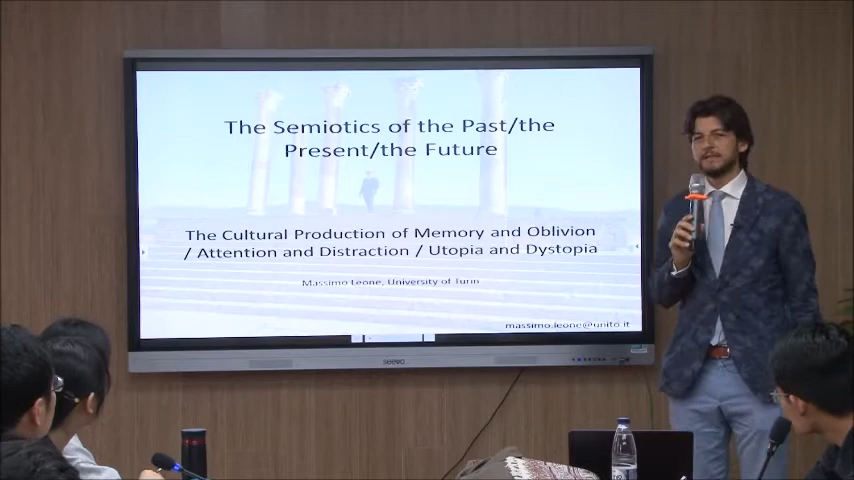 The Semiotics of the Past/the
Present/the Future
The Cultural Production of Memory and Oblivion
/ Attention and Distraction / Utopia and Dystopia
Massimo Leone, University of Turin
massimo.leone@unito.it
seewo